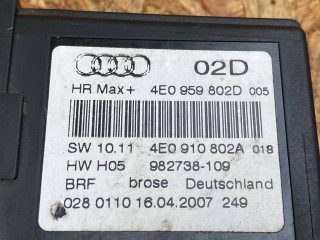 02D
HR Max+ 4E0 959 802D 005
SW 10.11 4E0 910 802A 018
HW H05 982738-109
BRF brose Deutschland
028 0110 16.04.2007 249